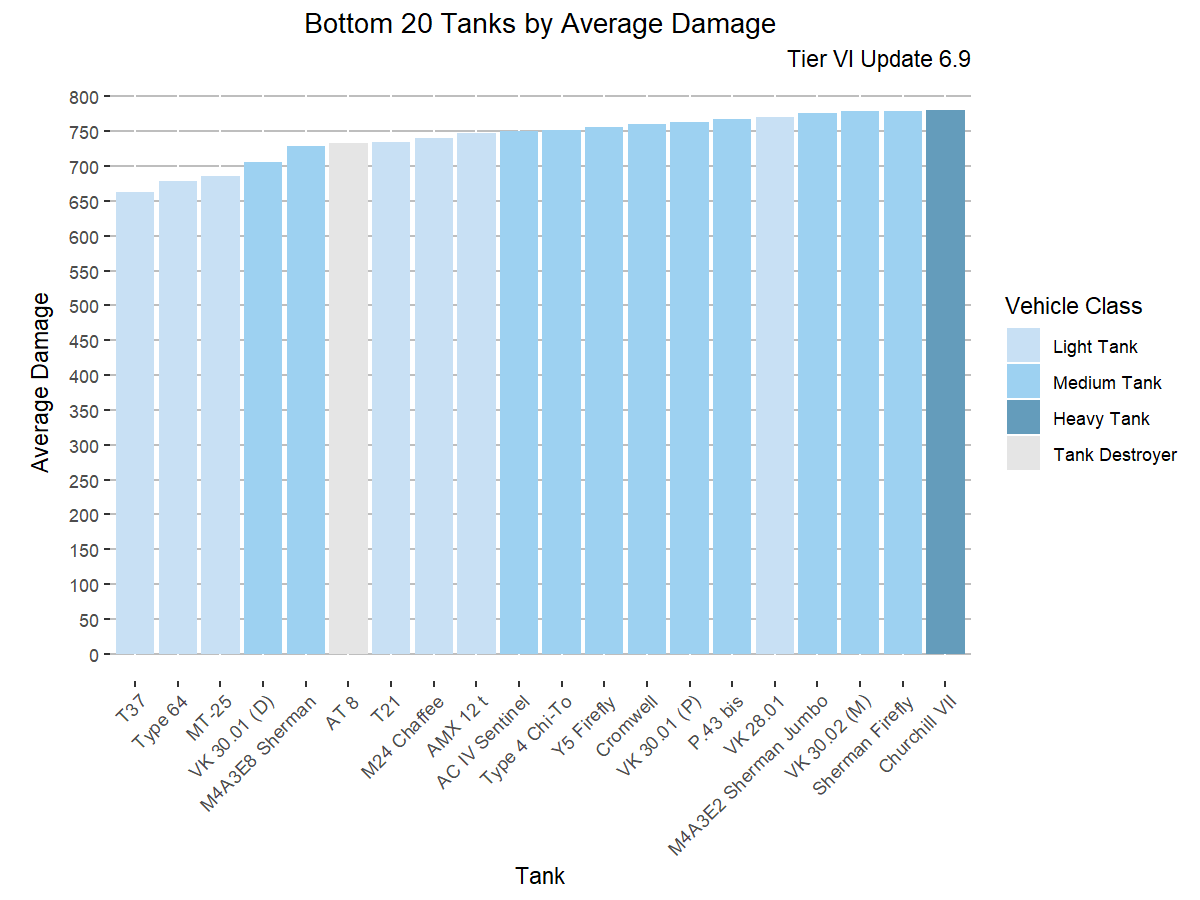 Bottom 20 Tanks by Average Damage
Tier VI Update 6.9
Average Damage
800
750
700
650
600
550
500
450
400
350
300
250
200
150
100
50
0
T37
Type 64
MT-25
VK 30.01 (D)
M4A3E8 Sherman
AT 8
T21
M24 Chaffee
AMX 12 t
AC IV Sentinel
Type 4 Chi-To
Y5 Firefly
Cromwell
VK 30.01 (P)
P.43 bis
VK 28.01
M4A3E2 Sherman Jumbo
VK 30.02 (M)
Sherman Firefly
Churchill VII
Tank
Vehicle Class
Light Tank
Medium Tank
Heavy Tank
Tank Destroyer